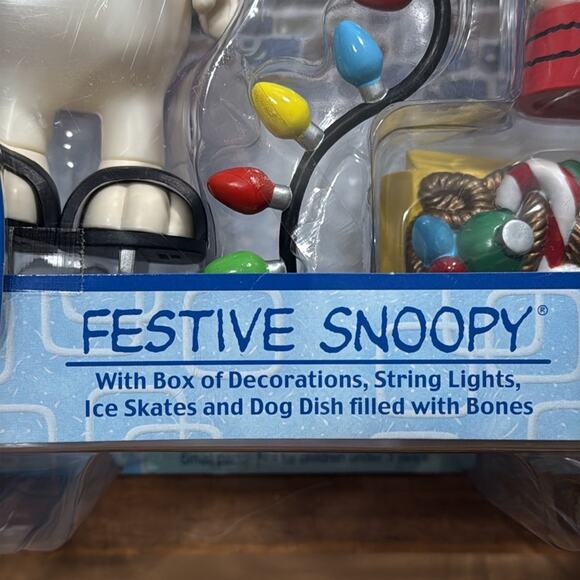 FESTIVE SNOOPY®
With Box of Decorations, String Lights,
Ice Skates and Dog Dish filled with Bones